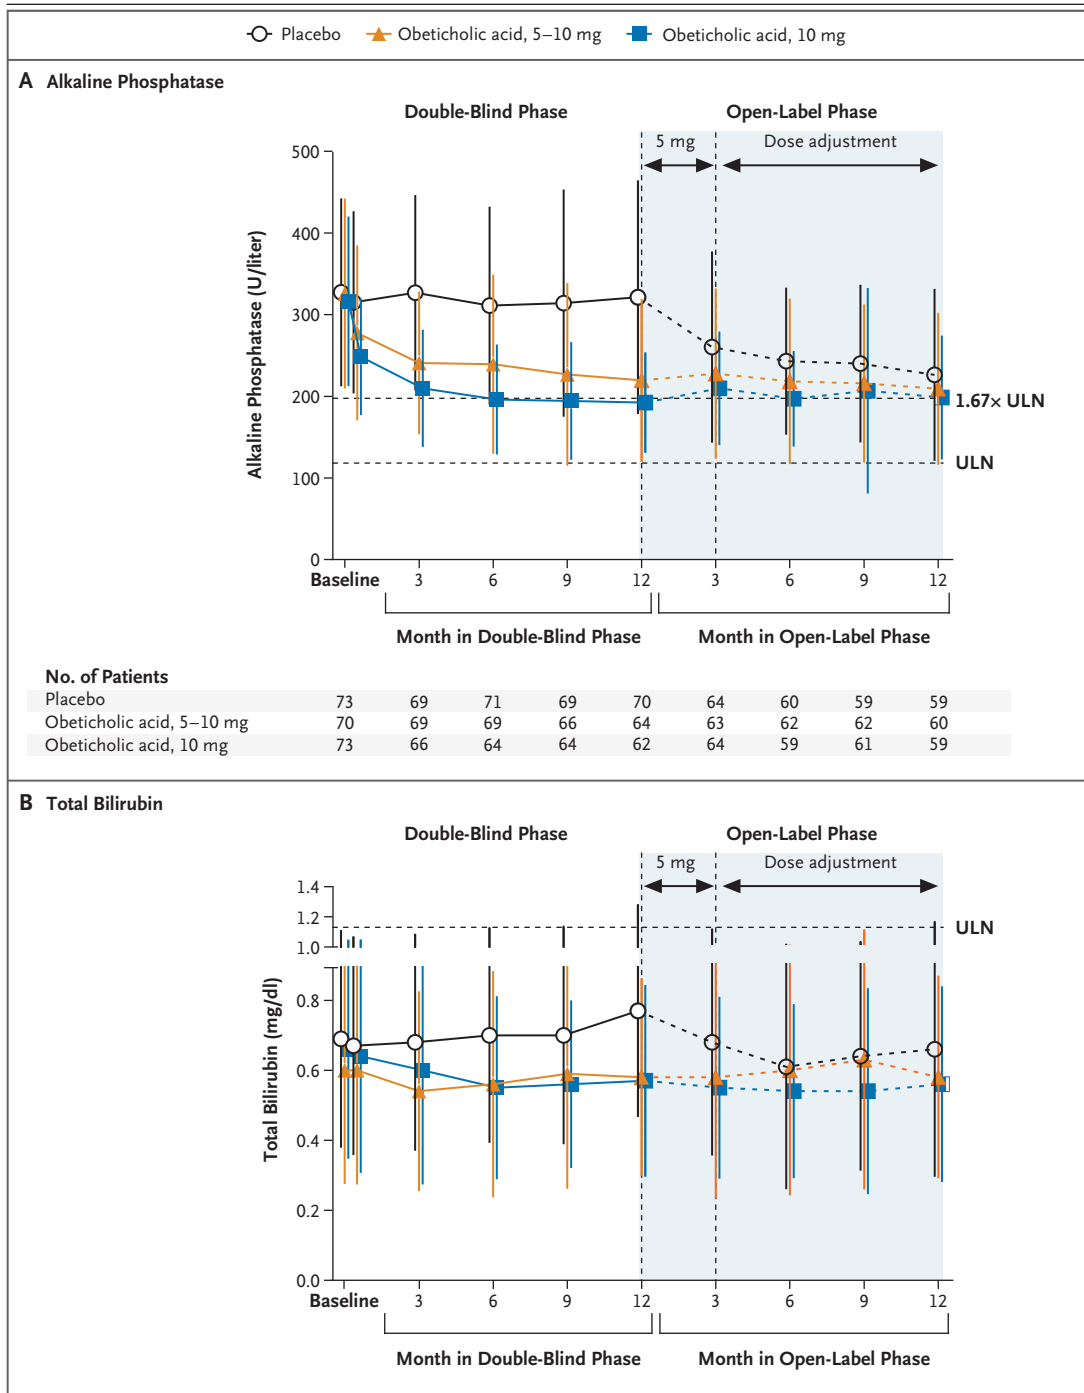 Placebo Obeticholic acid, 5–10 mg Obeticholic acid, 10 mg
A Alkaline Phosphatase
Double-Blind Phase Open-Label Phase
5 mg Dose adjustment
Alkaline Phosphatase (U/liter)
500
400
300
200
100
0
1.67× ULN
ULN
Baseline 3 6 9 12 3 6 9 12
Month in Double-Blind Phase Month in Open-Label Phase
No. of Patients
Placebo 73 69 71 69 70 64 60 59 59
Obeticholic acid, 5–10 mg 70 69 69 66 64 63 62 62 60
Obeticholic acid, 10 mg 73 66 64 64 62 64 59 61 59
B Total Bilirubin
Double-Blind Phase Open-Label Phase
5 mg Dose adjustment
Total Bilirubin (mg/dl)
1.4
1.2
1.0
0.8
0.6
0.4
0.2
0.0
ULN
Baseline 3 6 9 12 3 6 9 12
Month in Double-Blind Phase Month in Open-Label Phase